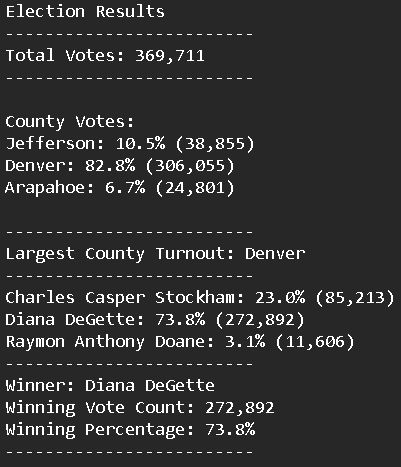 Election Results
-------------------------
Total Votes: 369,711
-------------------------
County Votes:
Jefferson: 10.5% (38,855)
Denver: 82.8% (306,055)
Arapahoe: 6.7% (24,801)
-------------------------
Largest County Turnout: Denver
-------------------------
Charles Casper Stockham: 23.0% (85,213)
Diana DeGette: 73.8% (272,892)
Raymon Anthony Doane: 3.1% (11,606)
-------------------------
Winner: Diana DeGette
Winning Vote Count: 272,892
Winning Percentage: 73.8%
-------------------------